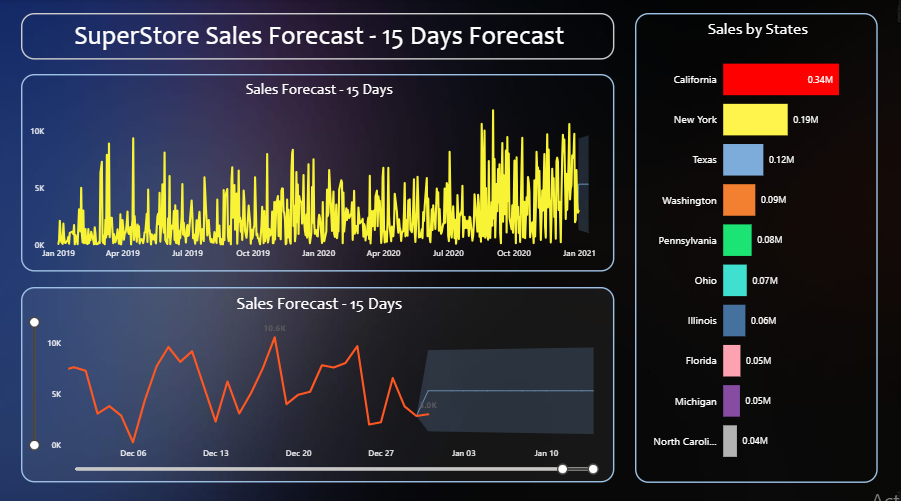 SuperStore Sales Forecast - 15 Days Forecast
Sales Forecast - 15 Days
10K
5K
0K
Jan 2019 Apr 2019 Jul 2019 Oct 2019 Jan 2020 Apr 2020 Jul 2020 Oct 2020 Jan 2021
Sales Forecast - 15 Days
10.6K
10K
5K
3.0K
0K
Dec 06 Dec 13 Dec 20 Dec 27 Jan 03 Jan 10
Sales by States
California 0.34M
New York 0.19M
Texas 0.12M
Washington 0.09M
Pennsylvania 0.08M
Ohio 0.07M
Illinois 0.06M
Florida 0.05M
Michigan 0.05M
North Caroli... 0.04M